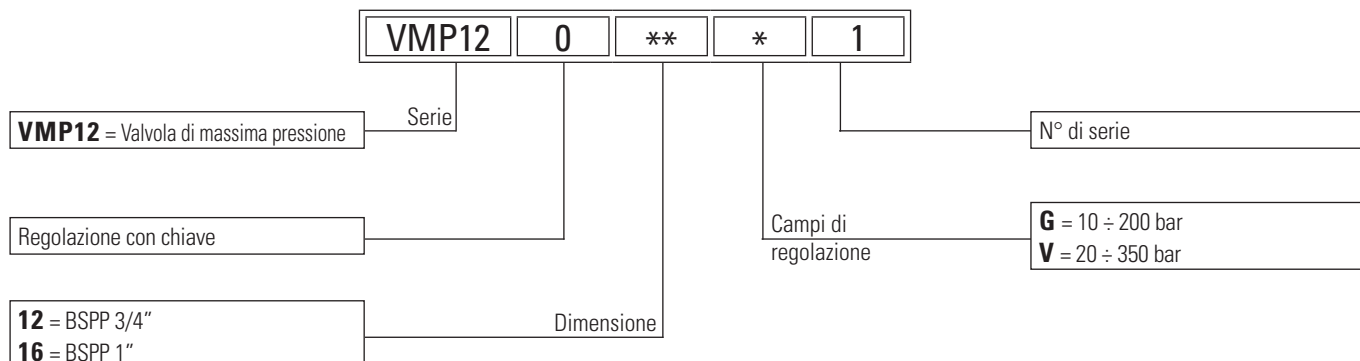 VMP12 0 ** * 1
Serie
VMP12 = Valvola di massima pressione
N° di serie
Regolazione con chiave
Campi di
regolazione
G = 10 ÷ 200 bar
V = 20 ÷ 350 bar
12 = BSPP 3/4"
16 = BSPP 1"
Dimensione